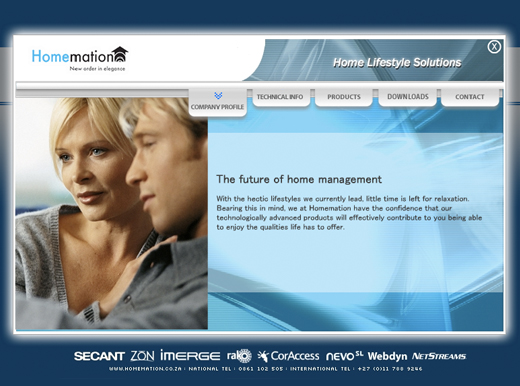 Homemation
New order in elegance
Home Lifestyle Solutions
X
COMPANY PROFILE
TECHNICAL INFO
PRODUCTS
DOWNLOADS
CONTACT
The future of home management
With the hectic lifestyles we currently lead, little time is left for relaxation.
Bearing this in mind, we at Homemation have the confidence that our
technologically advanced products will effectively contribute to you being able
to enjoy the qualities life has to offer.
SECANT ZON imERGE rako CorAccess nevo SL Webdyn NETSTREAMS
WWW.HOMEMATION.CO.ZA : NATIONAL TEL : 0861 102 505 : INTERNATIONAL TEL : +27 (0)11 788 9246